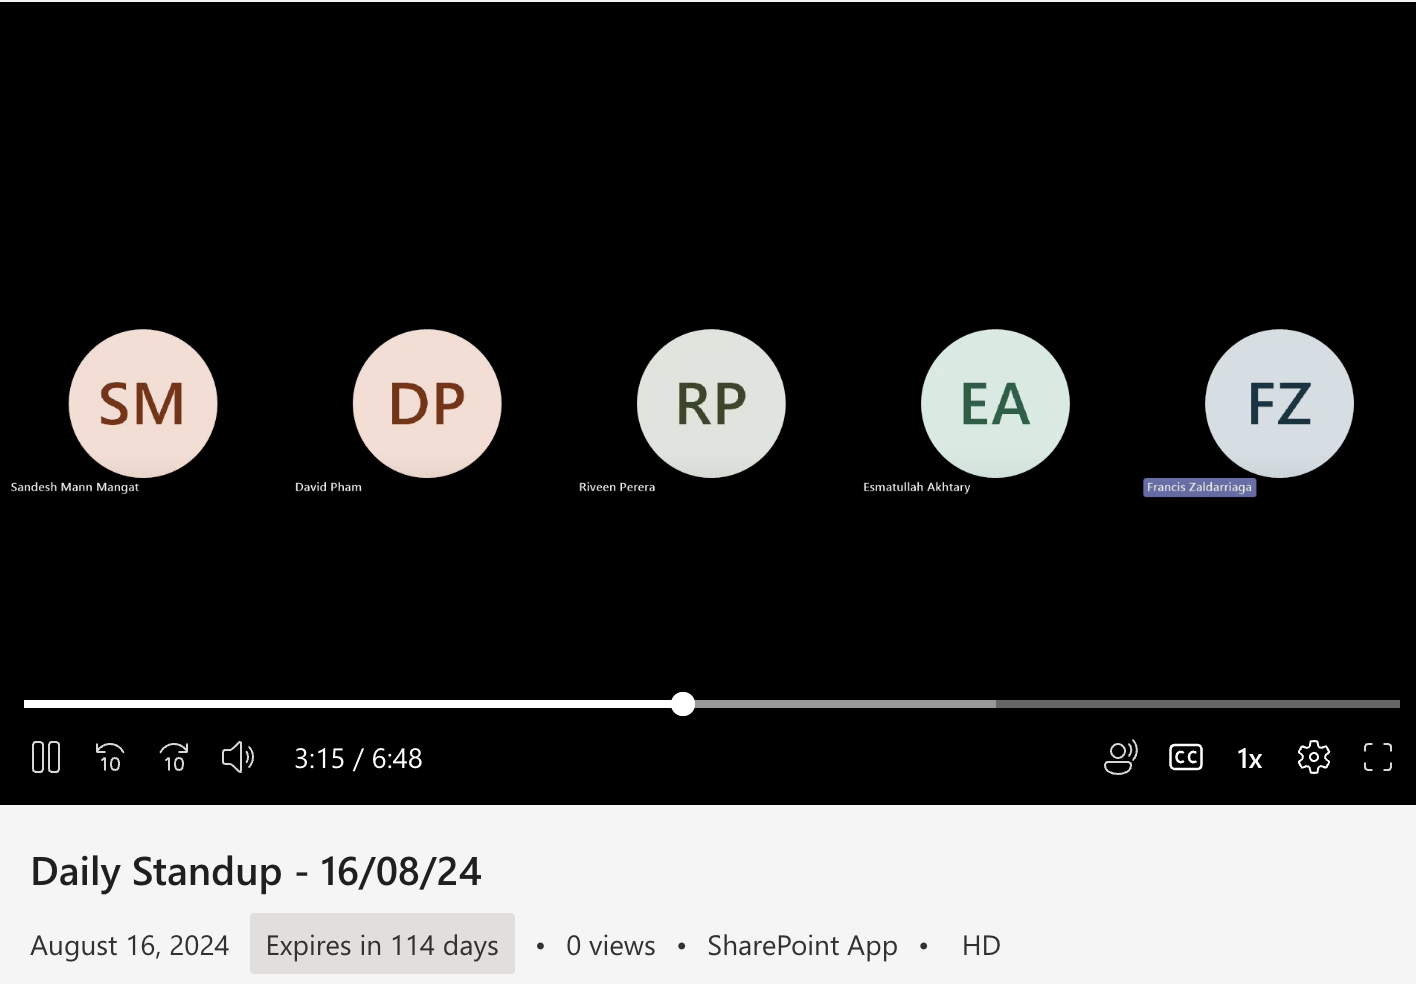 SM DP RP EA FZ
Sandesh Mann Mangat David Pham Riveen Perera Esmatullah Akhtary Francis Zaldarriaga
10 10 3:15 / 6:48 CC 1x
Daily Standup - 16/08/24
August 16, 2024 Expires in 114 days • 0 views • SharePoint App • HD